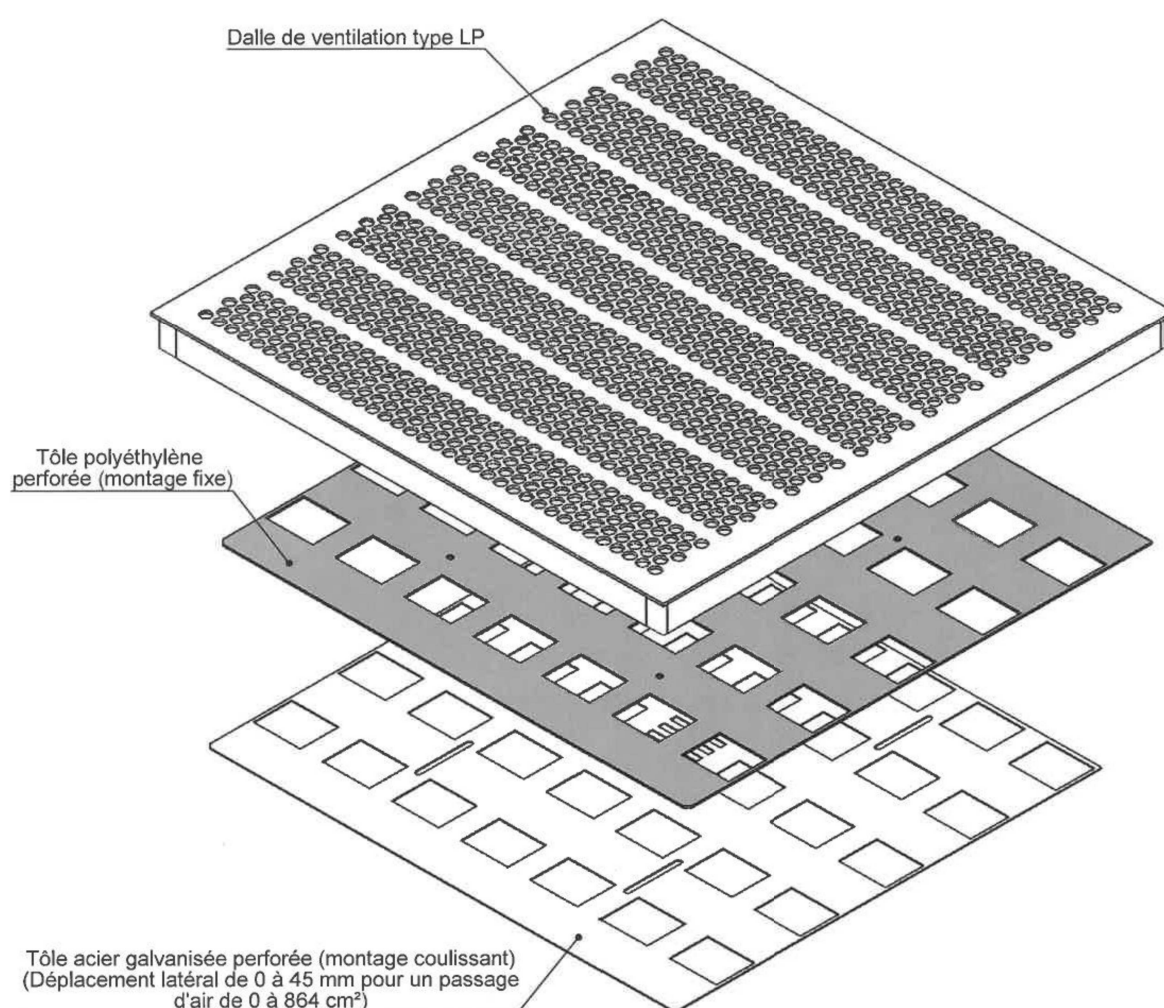 Dalle de ventilation type LP
Tôle polyéthylène
perforée (montage fixe)
Tôle acier galvanisée perforée (montage coulissant)
(Déplacement latéral de 0 à 45 mm pour un passage
d'air de 0 à 864 cm²)